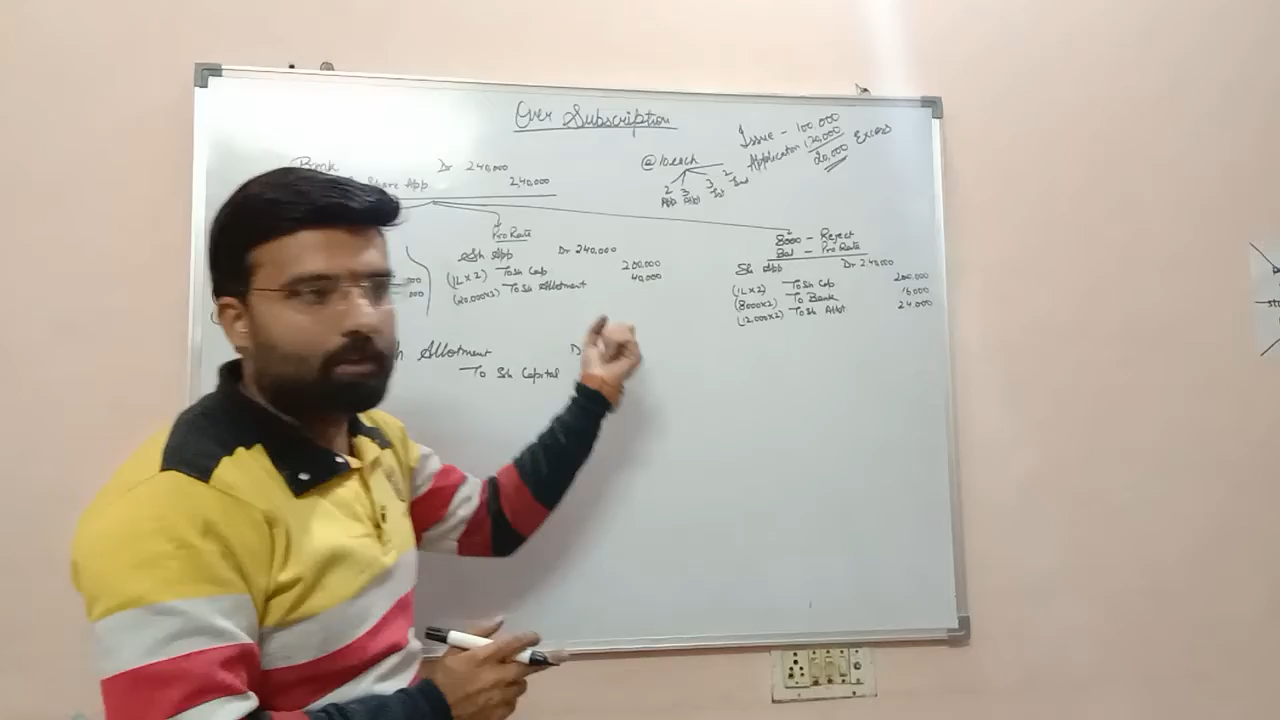 Over Subscription
Issue - 100,000
Application 120,000
20,000 Excess
@10 each
2 3 3 2
App Allot
Bank Dr 240,000
Share App 2,40,000
Pro Rata
Sh App Dr 240,000
(1L x 2) To Sh Cap 200,000
(20,000x2) To Sh Allotment 40,000
8000 - Reject
Bal - Pro Rata
Sh App Dr 240,000
(1L x 2) To Sh Cap 200,000
(8000x2) To Bank 16000
(12,000x2) To Sh Allot 24,000
000
000
h Allotment D
To Sh Capital